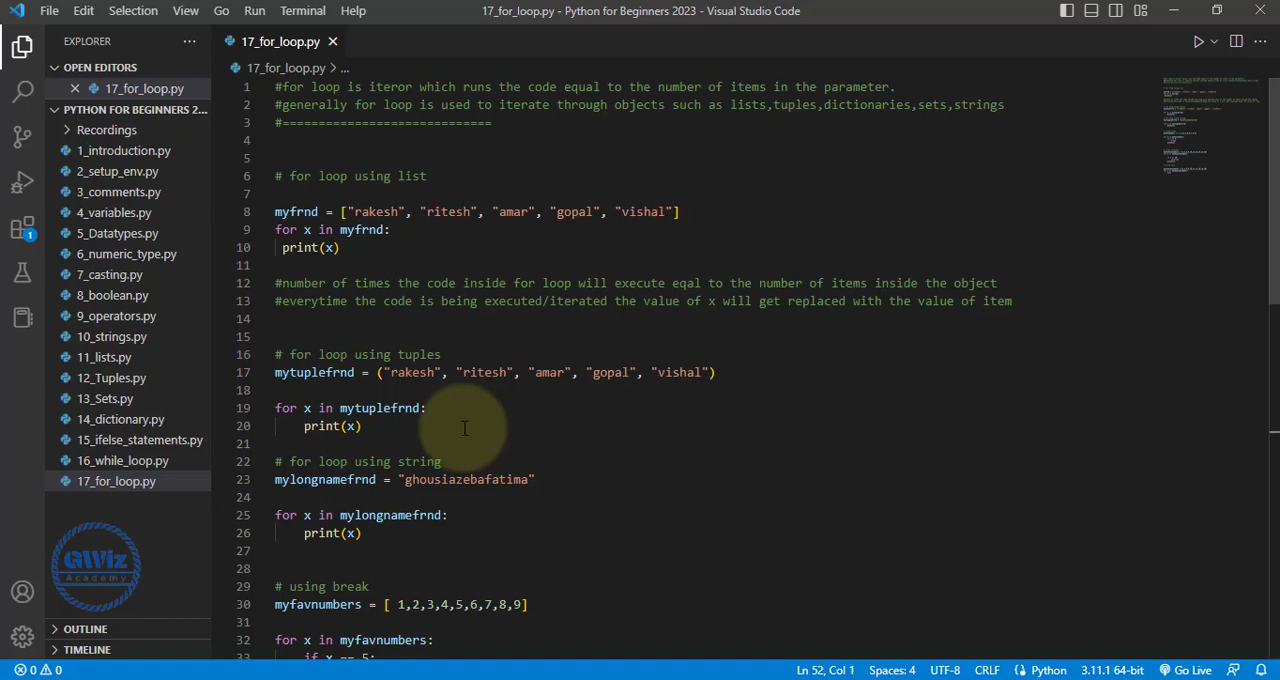 File Edit Selection View Go Run Terminal Help 17_for_loop.py - Python for Beginners 2023 - Visual Studio Code
EXPLORER
OPEN EDITORS
17_for_loop.py
PYTHON FOR BEGINNERS 2...
Recordings
1_introduction.py
2_setup_env.py
3_comments.py
4_variables.py
5_Datatypes.py
6_numeric_type.py
7_casting.py
8_boolean.py
9_operators.py
10_strings.py
11_lists.py
12_Tuples.py
13_Sets.py
14_dictionary.py
15_ifelse_statements.py
16_while_loop.py
17_for_loop.py
1
GWiz
Academy
OUTLINE
TIMELINE
17_for_loop.py
17_for_loop.py > ...
1 #for loop is iteror which runs the code equal to the number of items in the parameter.
2 #generally for loop is used to iterate through objects such as lists,tuples,dictionaries,sets,strings
3 #=============================
4
5
6 # for loop using list
7
8 myfrnd = ["rakesh", "ritesh", "amar", "gopal", "vishal"]
9 for x in myfrnd:
10 print(x)
11
12 #number of times the code inside for loop will execute eqal to the number of items inside the object
13 #everytime the code is being executed/iterated the value of x will get replaced with the value of item
14
15
16 # for loop using tuples
17 mytuplefrnd = ("rakesh", "ritesh", "amar", "gopal", "vishal")
18
19 for x in mytuplefrnd:
20 print(x)
21
22 # for loop using string
23 mylongnamefrnd = "ghousiazebafatima"
24
25 for x in mylongnamefrnd:
26 print(x)
27
28
29 # using break
30 myfavnumbers = [ 1,2,3,4,5,6,7,8,9]
31
32 for x in myfavnumbers:
33 if x == 5:
0 0 Ln 52, Col 1 Spaces: 4 UTF-8 CRLF Python 3.11.1 64-bit Go Live